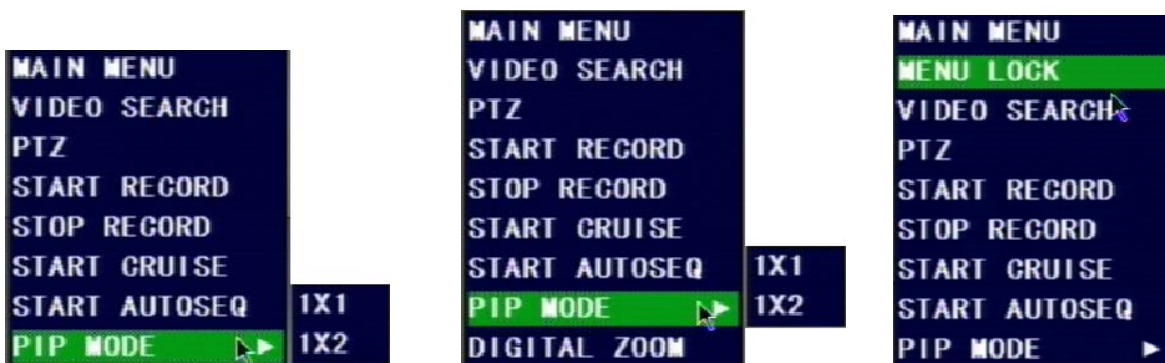 MAIN MENU
VIDEO SEARCH
PTZ
START RECORD
STOP RECORD
START CRUISE
START AUTOSEQ
PIP MODE
1X1
1X2
MAIN MENU
VIDEO SEARCH
PTZ
START RECORD
STOP RECORD
START CRUISE
START AUTOSEQ
PIP MODE
DIGITAL ZOOM
1X1
1X2
MAIN MENU
MENU LOCK
VIDEO SEARCH
PTZ
START RECORD
STOP RECORD
START CRUISE
START AUTOSEQ
PIP MODE